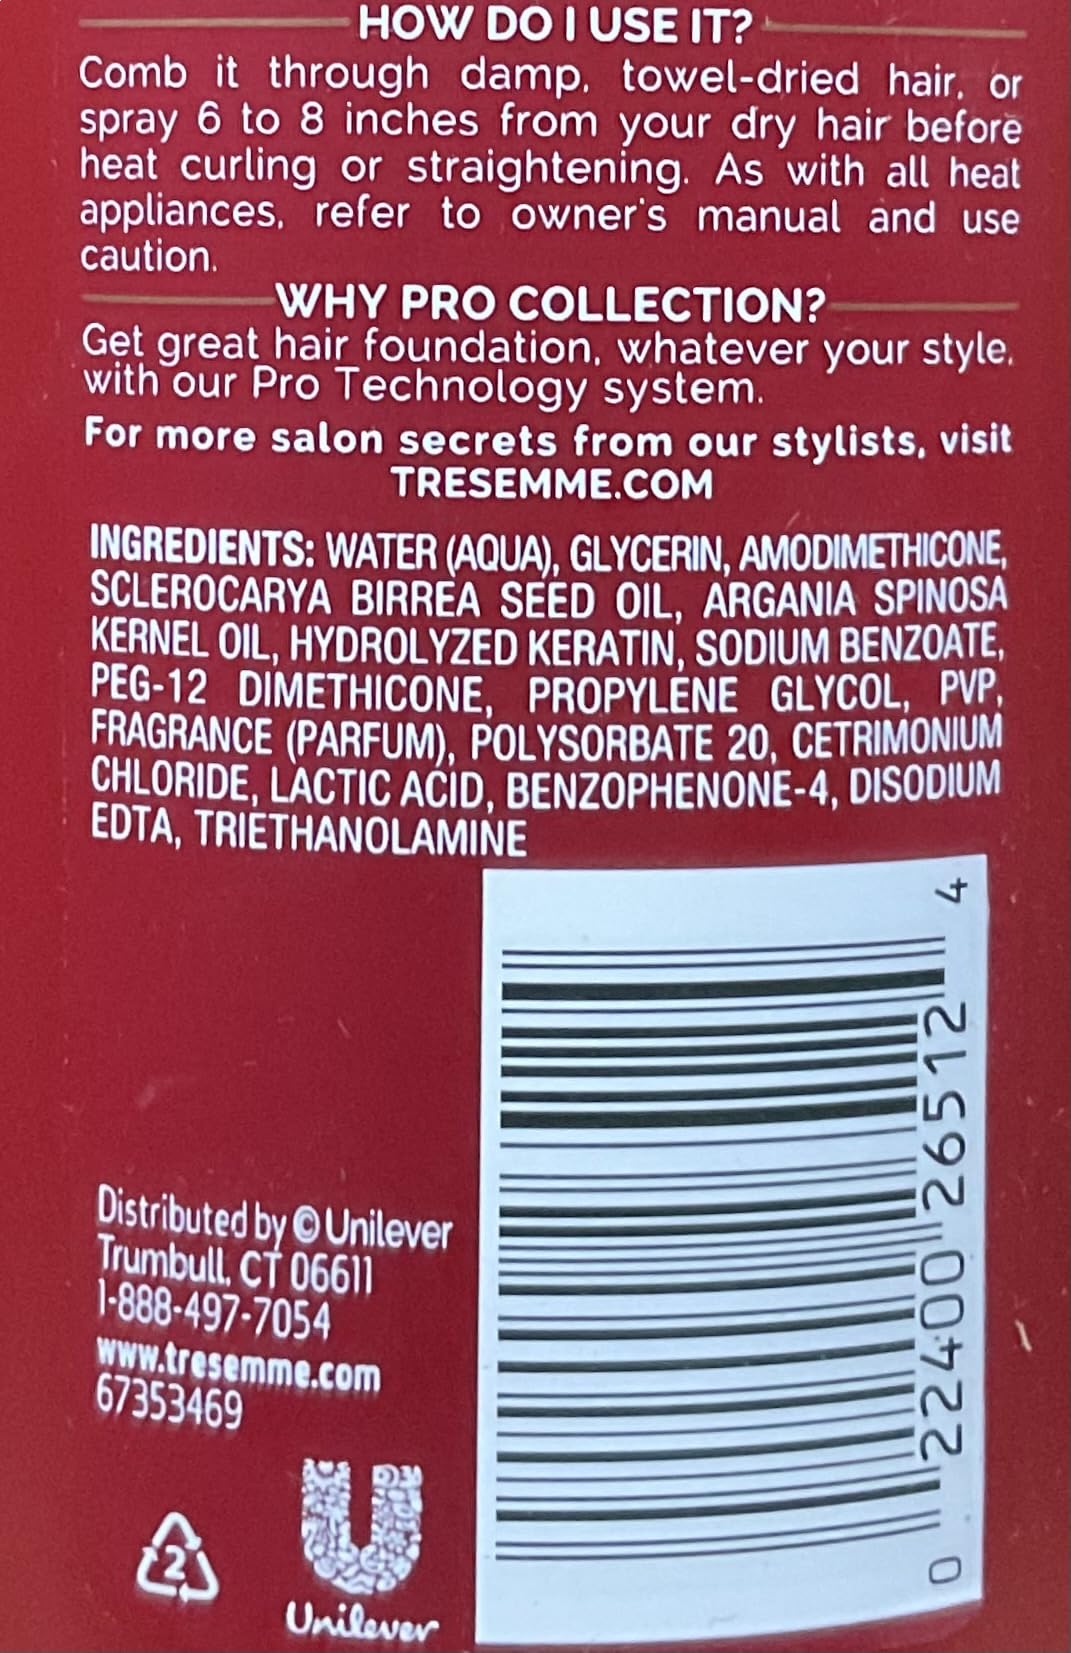 HOW DO I USE IT?
Comb it through damp, towel-dried hair, or
spray 6 to 8 inches from your dry hair before
heat curling or straightening. As with all heat
appliances, refer to owner's manual and use
caution.
WHY PRO COLLECTION?
Get great hair foundation, whatever your style,
with our Pro Technology system.
For more salon secrets from our stylists, visit
TRESEMME.COM
INGREDIENTS: WATER (AQUA), GLYCERIN, AMODIMETHICONE,
SCLEROCARYA BIRREA SEED OIL, ARGANIA SPINOSA
KERNEL OIL, HYDROLYZED KERATIN, SODIUM BENZOATE,
PEG-12 DIMETHICONE, PROPYLENE GLYCOL, PVP,
FRAGRANCE (PARFUM), POLYSORBATE 20, CETRIMONIUM
CHLORIDE, LACTIC ACID, BENZOPHENONE-4, DISODIUM
EDTA, TRIETHANOLAMINE
Distributed by © Unilever
Trumbull, CT 06611
1-888-497-7054
www.tresemme.com
67353469
2
Unilever
0 22400 26512 4